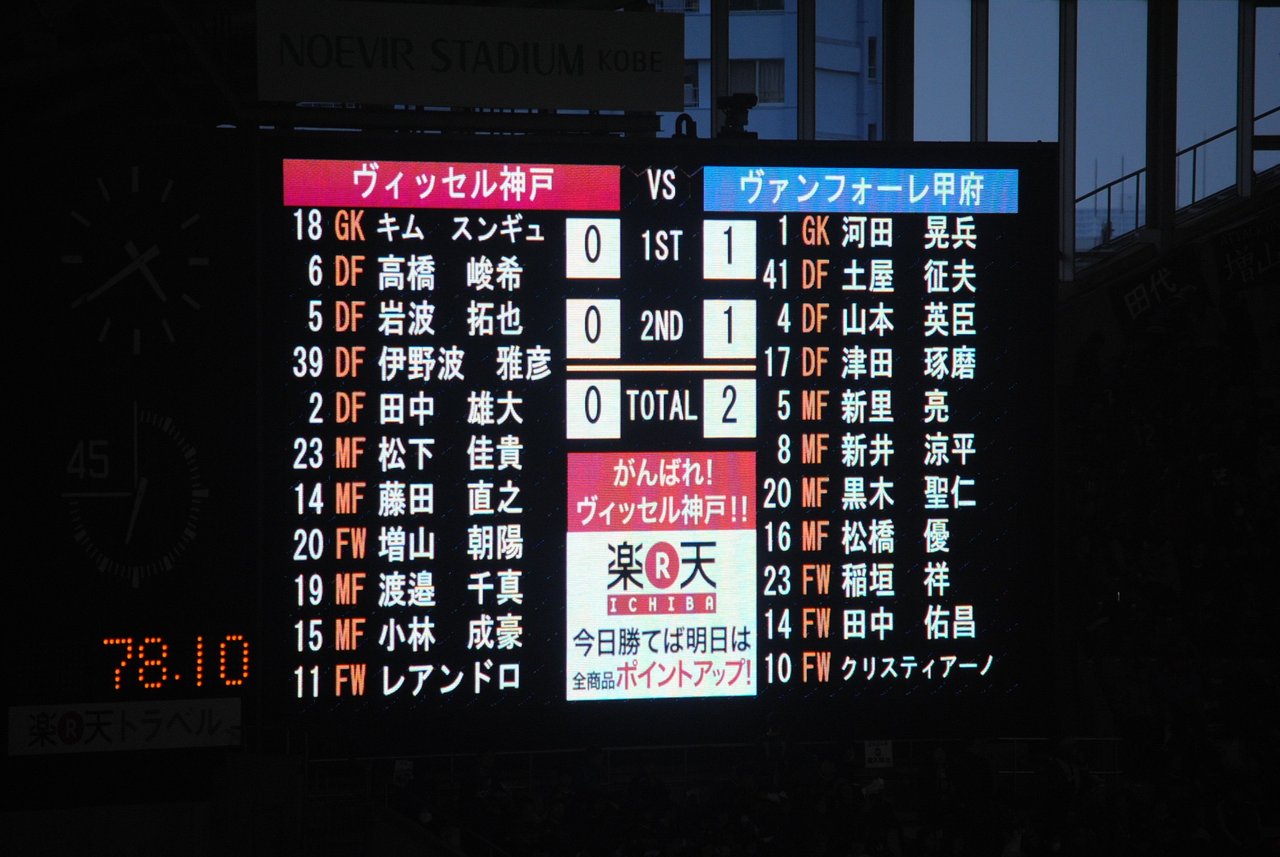 NOEVIR STADIUM KOBE
ヴィッセル神戸 VS ヴァンフォーレ甲府
18 GK キム スンギュ
6 DF 高橋 峻希
5 DF 岩波 拓也
39 DF 伊野波 雅彦
2 DF 田中 雄大
23 MF 松下 佳貴
14 MF 藤田 直之
20 FW 増山 朝陽
19 MF 渡邉 千真
15 MF 小林 成豪
11 FW レアンドロ
0 1ST 1
0 2ND 1
0 TOTAL 2
がんばれ!
ヴィッセル神戸!!
楽R天
ICHIBA
今日勝てば明日は
全商品ポイントアップ!
1 GK 河田 晃兵
41 DF 土屋 征夫
4 DF 山本 英臣
17 DF 津田 琢磨
5 MF 新里 亮
8 MF 新井 涼平
20 MF 黒木 聖仁
16 MF 松橋 優
23 FW 稲垣 祥
14 FW 田中 佑昌
10 FW クリスティアーノ
45
78.10
楽R天トラベル
田代
増山